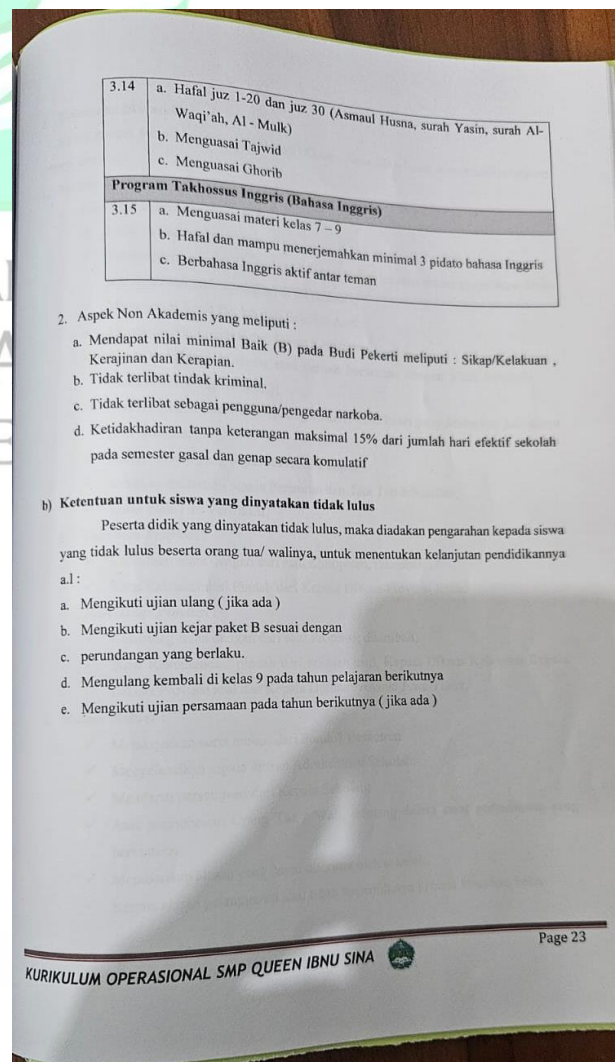 3.14 a. Hafal juz 1-20 dan juz 30 (Asmaul Husna, surah Yasin, surah Al-
Waqi'ah, Al - Mulk)
b. Menguasai Tajwid
c. Menguasai Ghorib
Program Takhossus Inggris (Bahasa Inggris)
3.15 a. Menguasai materi kelas 7 – 9
b. Hafal dan mampu menerjemahkan minimal 3 pidato bahasa Inggris
c. Berbahasa Inggris aktif antar teman
2. Aspek Non Akademis yang meliputi :
a. Mendapat nilai minimal Baik (B) pada Budi Pekerti meliputi : Sikap/Kelakuan ,
Kerajinan dan Kerapian.
b. Tidak terlibat tindak kriminal.
c. Tidak terlibat sebagai pengguna/pengedar narkoba.
d. Ketidakhadiran tanpa keterangan maksimal 15% dari jumlah hari efektif sekolah
pada semester gasal dan genap secara komulatif
b) Ketentuan untuk siswa yang dinyatakan tidak lulus
Peserta didik yang dinyatakan tidak lulus, maka diadakan pengarahan kepada siswa
yang tidak lulus beserta orang tua/ walinya, untuk menentukan kelanjutan pendidikannya
a.l :
a. Mengikuti ujian ulang ( jika ada )
b. Mengikuti ujian kejar paket B sesuai dengan
c. perundangan yang berlaku.
d. Mengulang kembali di kelas 9 pada tahun pelajaran berikutnya
e. Mengikuti ujian persamaan pada tahun berikutnya ( jika ada )
Page 23
KURIKULUM OPERASIONAL SMP QUEEN IBNU SINA